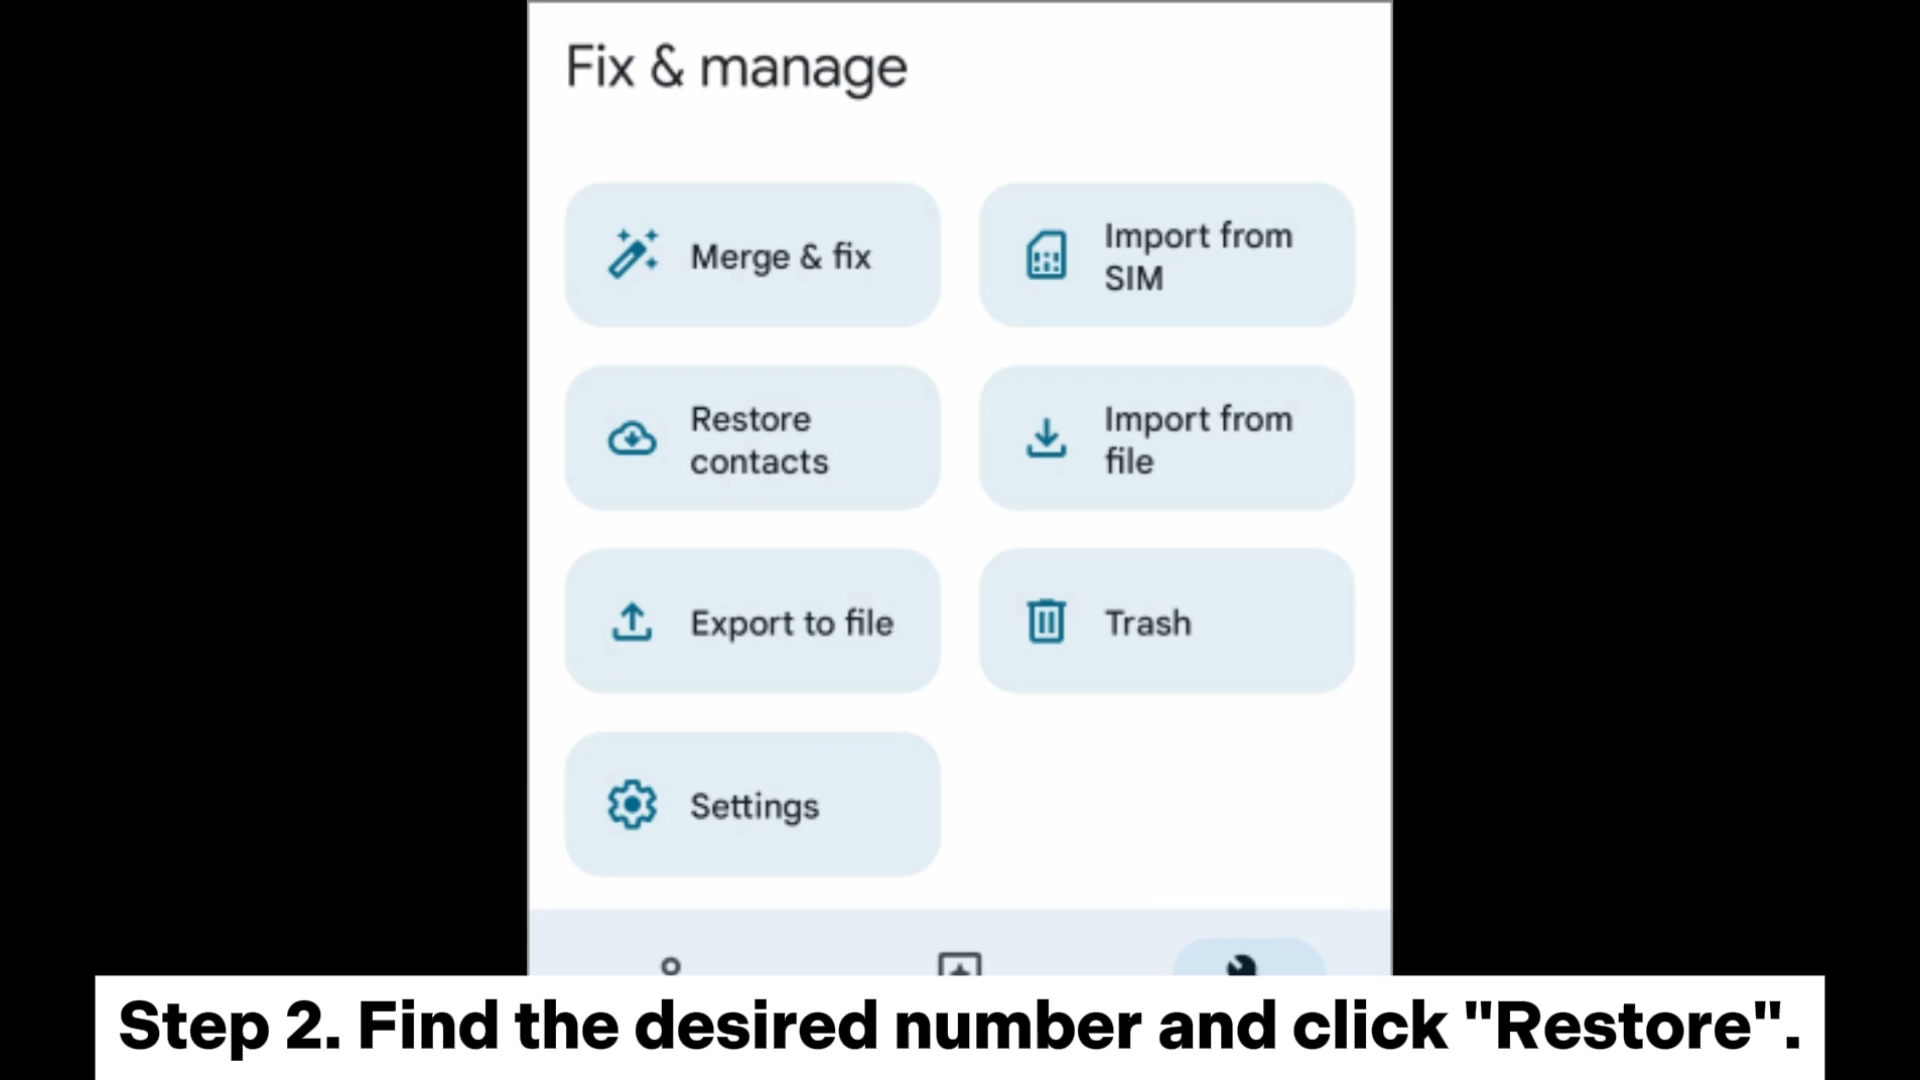 Fix & manage
Merge & fix
Import from
SIM
Restore
contacts
Import from
file
Export to file
Trash
Settings
Step 2. Find the desired number and click "Restore".